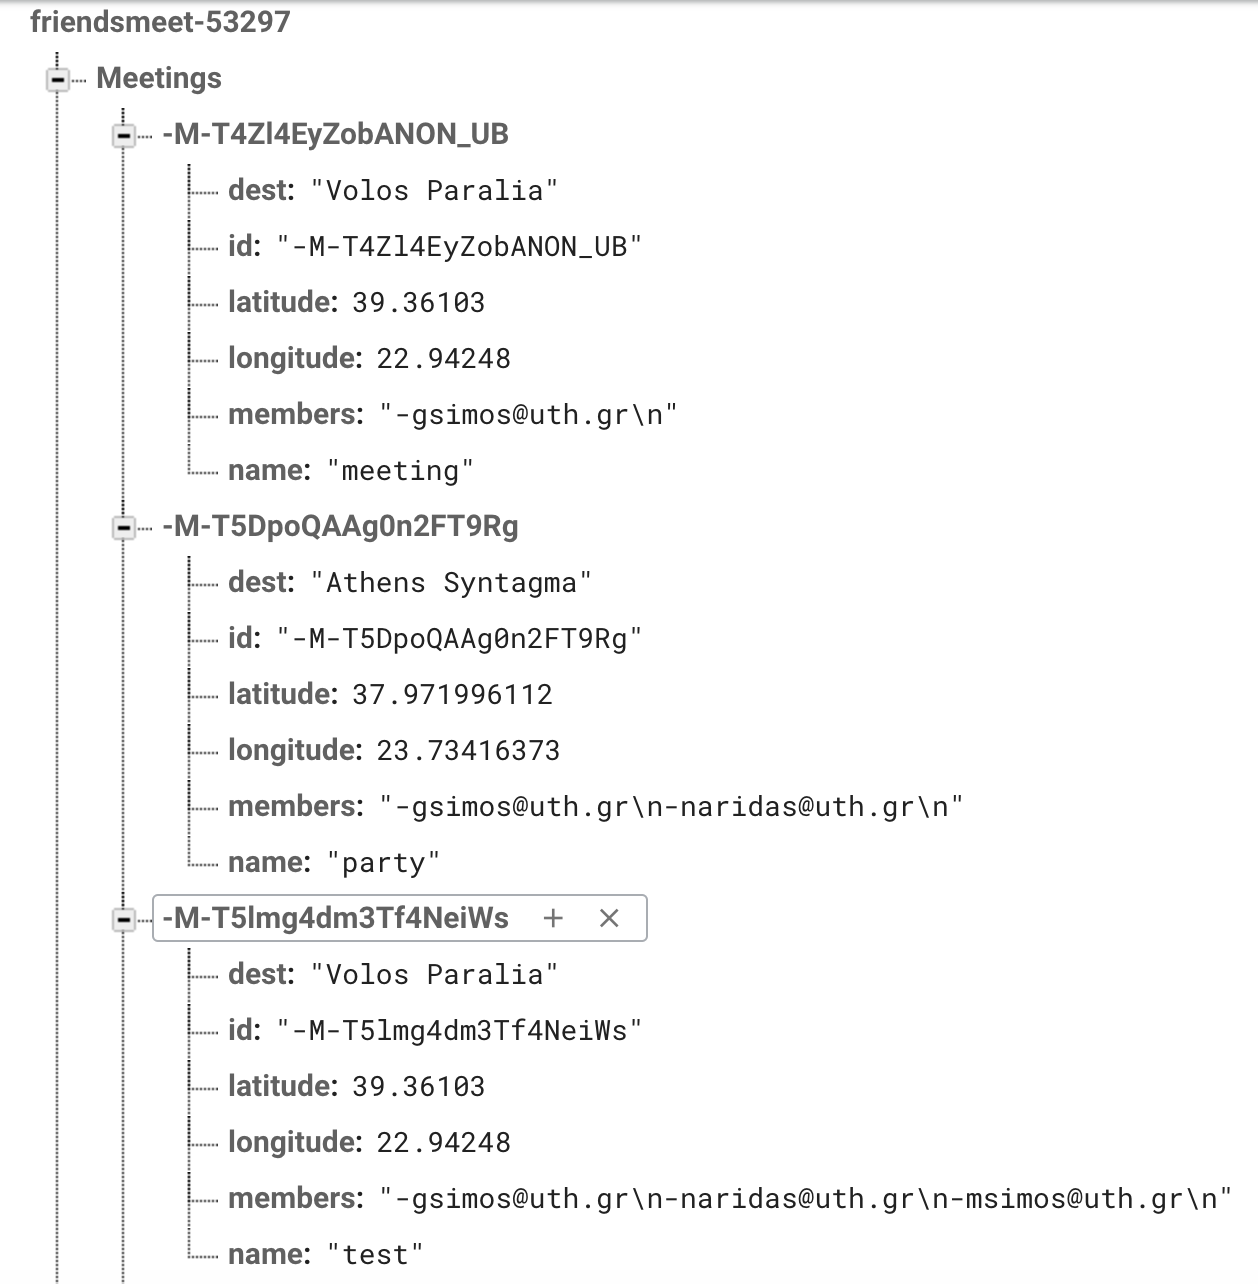 friendsmeet-53297
Meetings
-M-T4Zl4EyZobANON_UB
dest: "Volos Paralia"
id: "-M-T4Zl4EyZobANON_UB"
latitude: 39.36103
longitude: 22.94248
members: "-gsimos@uth.gr\n"
name: "meeting"
-M-T5DpoQAAg0n2FT9Rg
dest: "Athens Syntagma"
id: "-M-T5DpoQAAg0n2FT9Rg"
latitude: 37.971996112
longitude: 23.73416373
members: "-gsimos@uth.gr\n-naridas@uth.gr\n"
name: "party"
-M-T5lmg4dm3Tf4NeiWs + ×
dest: "Volos Paralia"
id: "-M-T5lmg4dm3Tf4NeiWs"
latitude: 39.36103
longitude: 22.94248
members: "-gsimos@uth.gr\n-naridas@uth.gr\n-msimos@uth.gr\n"
name: "test"